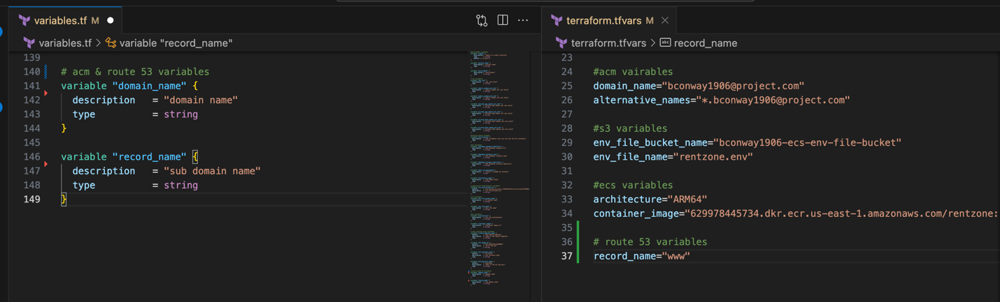 variables.tf M
variables.tf > variable "record_name"
139
140 # acm & route 53 variables
141 variable "domain_name" {
142 description = "domain name"
143 type = string
144 }
145
146 variable "record_name" {
147 description = "sub domain name"
148 type = string
149 }
terraform.tfvars M
terraform.tfvars > abc record_name
23
24 #acm vairables
25 domain_name="bconway1906@project.com"
26 alternative_names="*.bconway1906@project.com"
27
28 #s3 variables
29 env_file_bucket_name="bconway1906-ecs-env-file-bucket"
30 env_file_name="rentzone.env"
31
32 #ecs variables
33 architecture="ARM64"
34 container_image="629978445734.dkr.ecr.us-east-1.amazonaws.com/rentzone:
35
36 # route 53 variables
37 record_name="www"